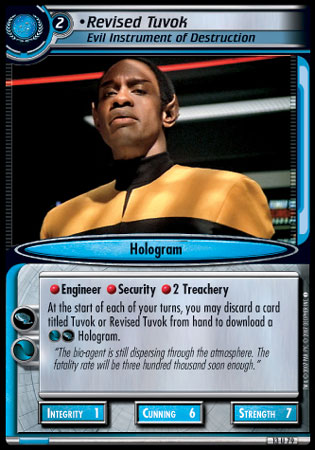 2
•Revised Tuvok
Evil Instrument of Destruction
Hologram
Engineer Security 2 Treachery
At the start of each of your turns, you may discard a card
titled Tuvok or Revised Tuvok from hand to download a
Hologram.
"The bio-agent is still dispersing through the atmosphere. The
fatality rate will be three hundred thousand soon enough."
INTEGRITY 1 CUNNING 6 STRENGTH 7